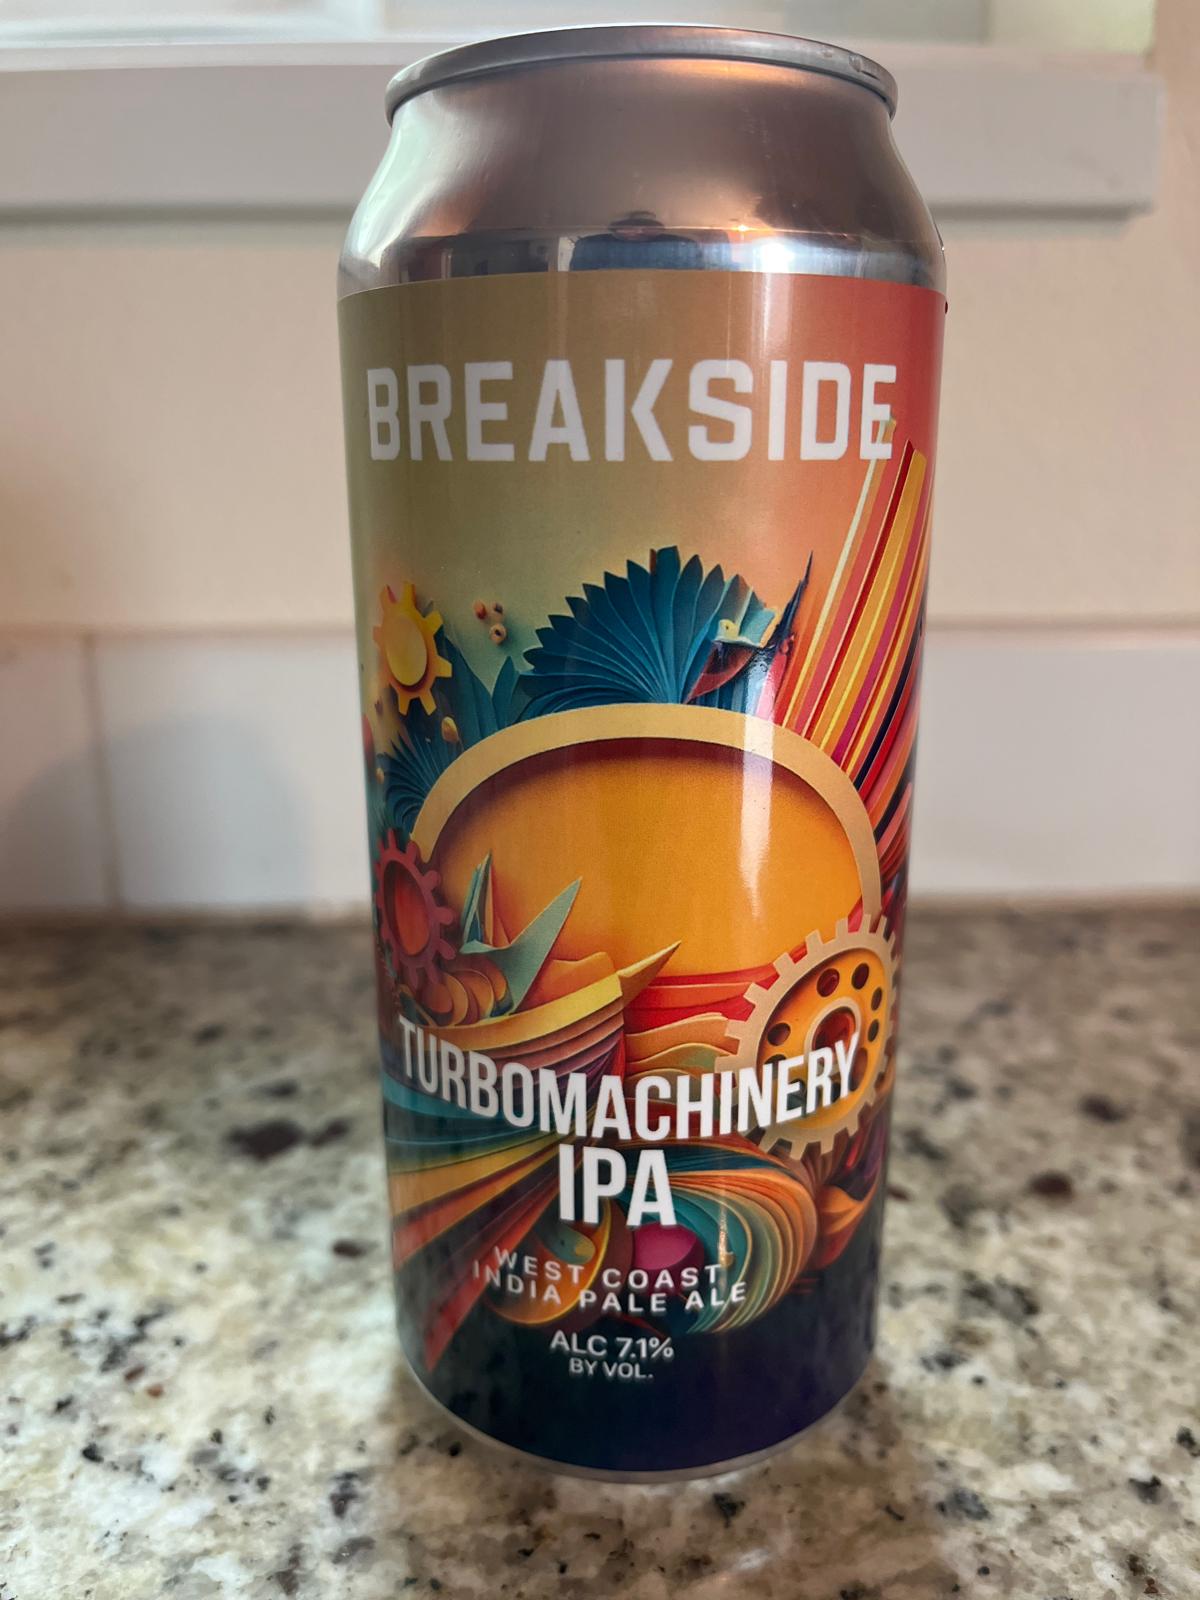 BREAKSIDE
TURBOMACHINERY
IPA
WEST COAST
INDIA PALE ALE
ALC 7.1%
BY VOL.